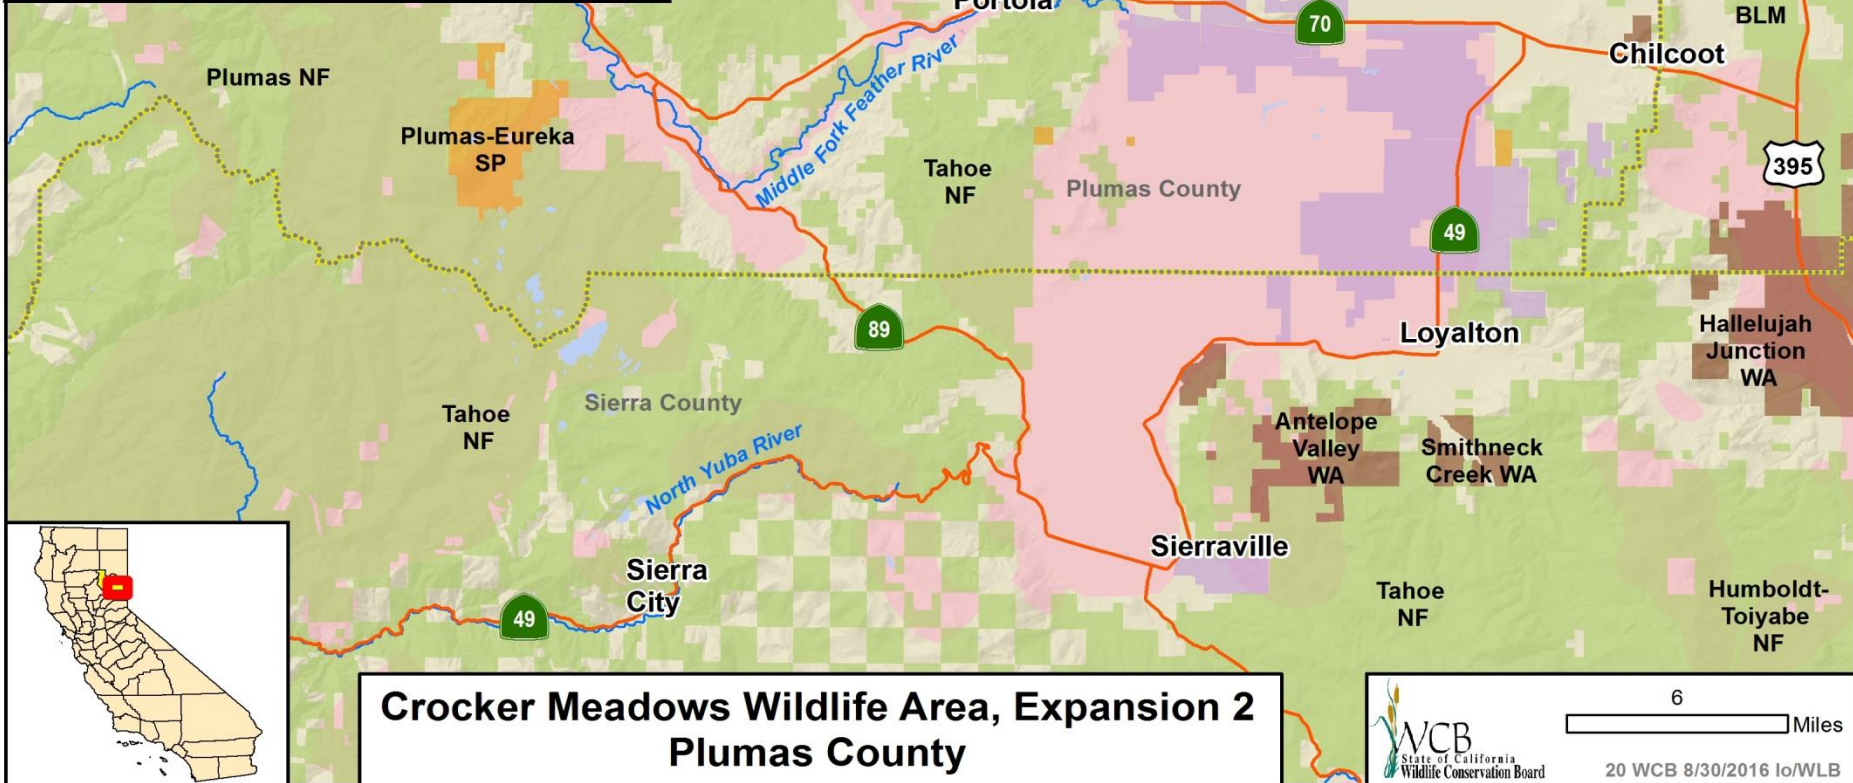 Portola
70
BLM
Chilcoot
Plumas NF
Plumas-Eureka
SP
Middle Fork Feather River
Tahoe
NF
Plumas County
395
49
89
Loyalton
Hallelujah
Junction
WA
Sierra County
Tahoe
NF
Antelope
Valley
WA
Smithneck
Creek WA
North Yuba River
Sierraville
Sierra
City
49
Tahoe
NF
Humboldt-
Toiyabe
NF
Crocker Meadows Wildlife Area, Expansion 2
Plumas County
WCB
State of California
Wildlife Conservation Board
6
Miles
20 WCB 8/30/2016 lo/WLB